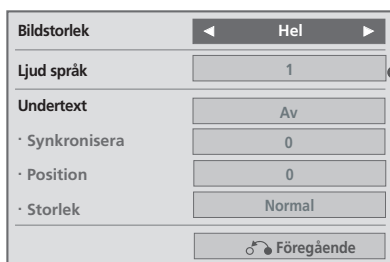 Bildstorlek ◄ Hel ►
Ljud språk 1
Undertext Av
· Synkronisera 0
· Position 0
· Storlek Normal
Föregående